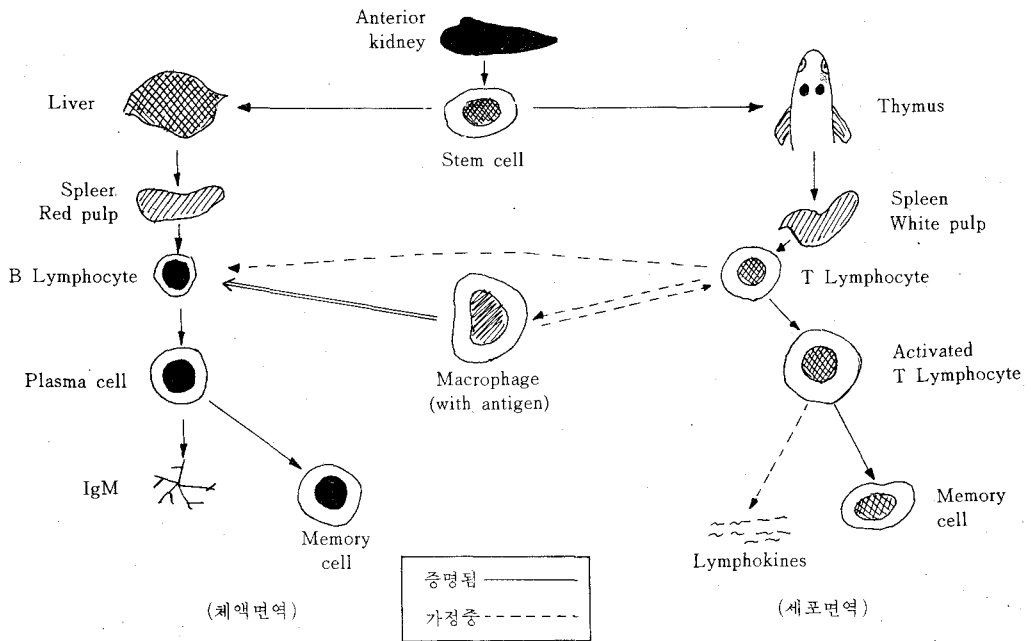 Anterior
kidney
Liver
Thymus
Stem cell
Spleen
Red pulp
Spleen
White pulp
B Lymphocyte
T Lymphocyte
Plasma cell
Macrophage
(with antigen)
Activated
T Lymphocyte
IgM
Memory
cell
Lymphokines
Memory
cell
증명됨
가정중
(체액면역)
(세포면역)